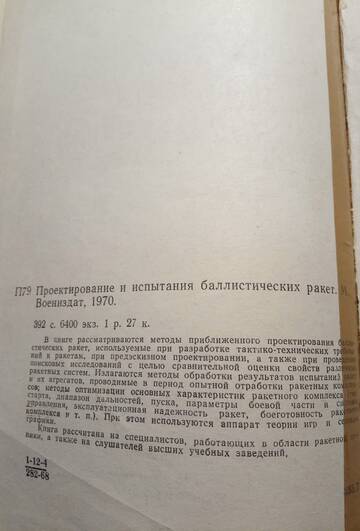 П79 Проектирование и испытания баллистических ракет. М.,
Воениздат, 1970.
392 с. 6400 экз. 1 р. 27 к.
В книге рассматриваются методы приближенного проектирования
стических ракет, используемые при разработке тактико-технических
ний к ракетам, при предэскизном проектировании, а также при
поисковых исследований с целью сравнительной оценки свойств
ракетных систем. Излагаются методы обработки результатов испытаний
и их агрегатов, проводимые в период опытной отработки ракетных
сов; методы оптимизации основных характеристик ракетного комплекса
старта, диапазон дальностей, пуска, параметры боевой части и
управления, эксплуатационная надежность ракет, боеготовность
комплекса и т. п.). При этом используются аппарат теории игр и
графики.
Книга рассчитана на специалистов, работающих в области ракетной
ники, а также на слушателей высших учебных заведений,
1-12-4
282-68